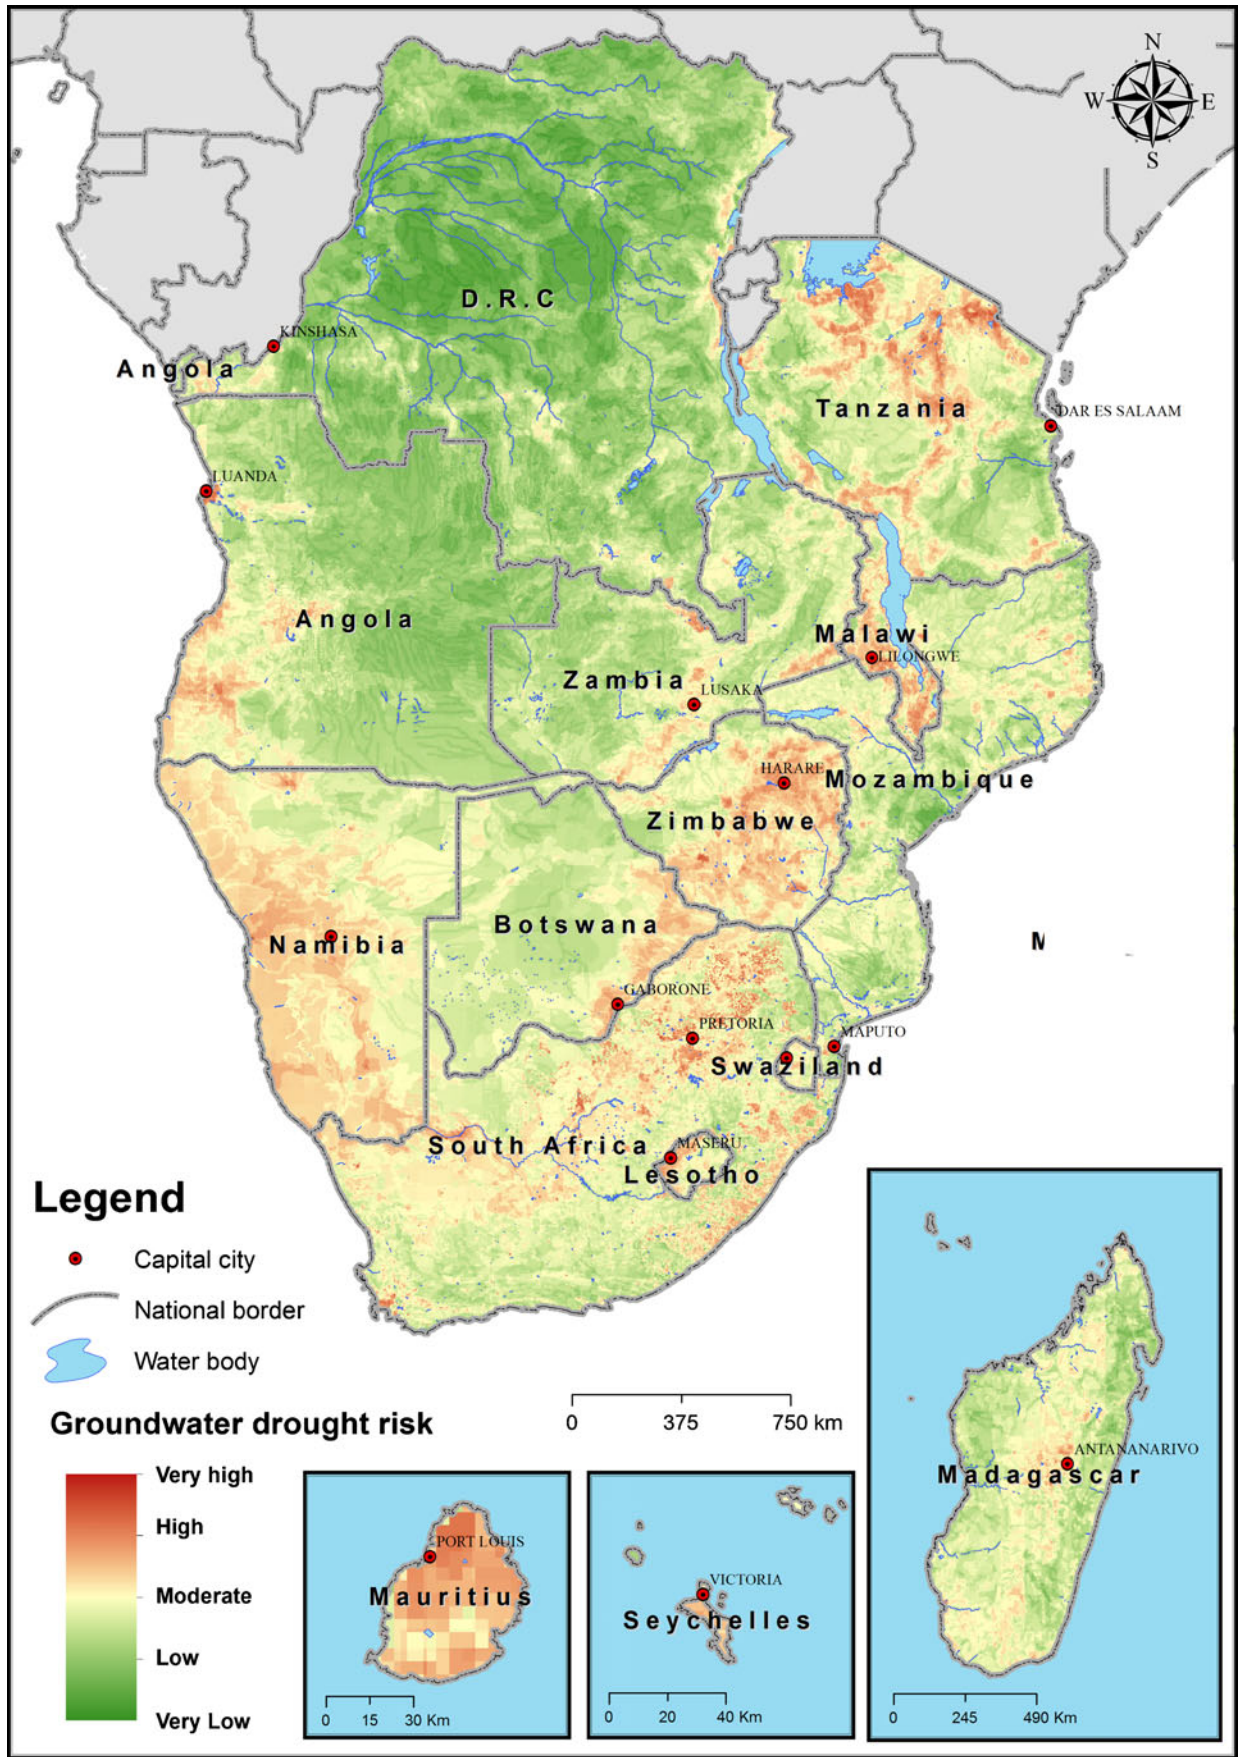 N
W
E
S
D.R.C
KINSHASA
Angola
Tanzania
DAR ES SALAAM
LUANDA
Angola
Malawi
LILONGWE
Zambia
LUSAKA
HARARE
Mozambique
Zimbabwe
Botswana
Namibia
M
GABORONE
PRETORIA
MAPUTO
Swaziland
South Africa
MASERU
Lesotho
Legend
Capital city
National border
Water body
0 375 750 km
Groundwater drought risk
Very high
High
Moderate
Low
Very Low
PORT LOUIS
Mauritius
0 15 30 Km
VICTORIA
Seychelles
0 20 40 Km
ANTANANARIVO
Madagascar
0 245 490 Km